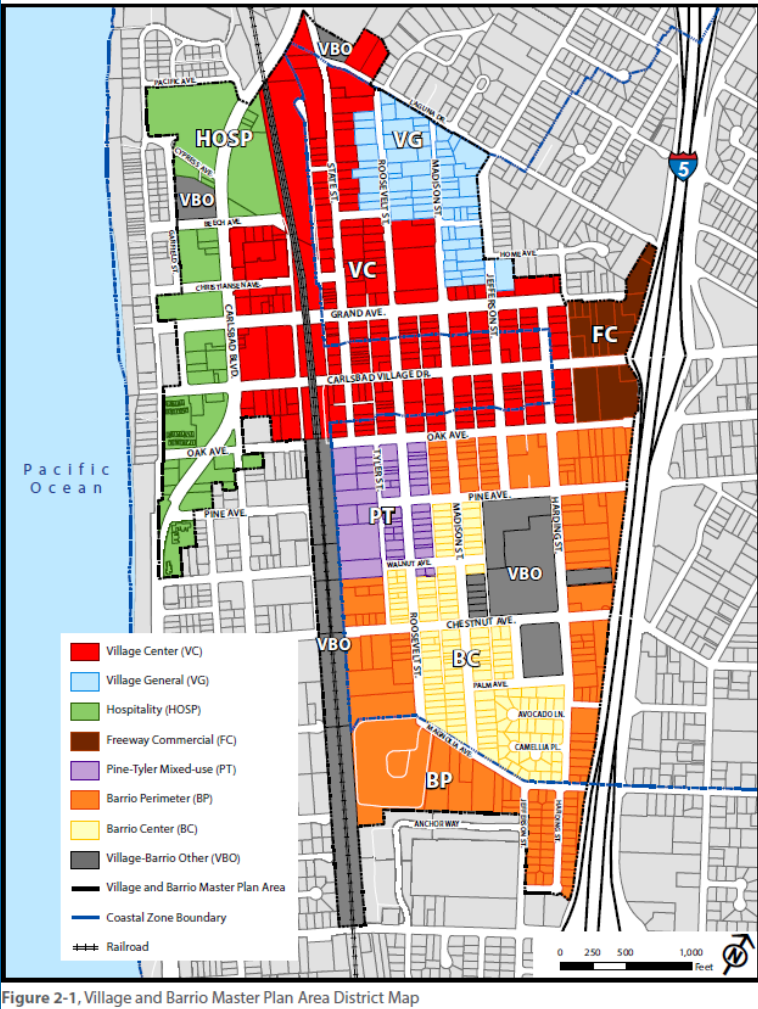 VBO
PACIFIC AVE.
LAGUNA DR.
HOSP
VG
CYPRESS AVE.
STATE ST.
ROOSEVELT ST.
MADISON ST.
5
VBO
BEECH AVE.
GARFIELD ST.
HOME AVE.
VC
CHRISTIANSEN AVE.
JEFFERSON ST.
CARLSBAD BLVD.
GRAND AVE.
FC
CARLSBAD VILLAGE DR.
OAK AVE.
Pacific
Ocean
OAK AVE.
TYLER ST.
PINE AVE.
PINE AVE.
PT
MADISON ST.
HARDING ST.
WALNUT AVE.
VBO
CHESTNUT AVE.
ROOSEVELT ST.
VBO
BC
PALM AVE.
AVOCADO LN.
MAGNOLIA AVE.
CAMELLIA PL.
BP
JEFFERSON ST.
HARDING ST.
ANCHOR WAY
Village Center (VC)
Village General (VG)
Hospitality (HOSP)
Freeway Commercial (FC)
Pine-Tyler Mixed-use (PT)
Barrio Perimeter (BP)
Barrio Center (BC)
Village-Barrio Other (VBO)
Village and Barrio Master Plan Area
Coastal Zone Boundary
Railroad
0 250 500 1,000
Feet
N
Figure 2-1, Village and Barrio Master Plan Area District Map